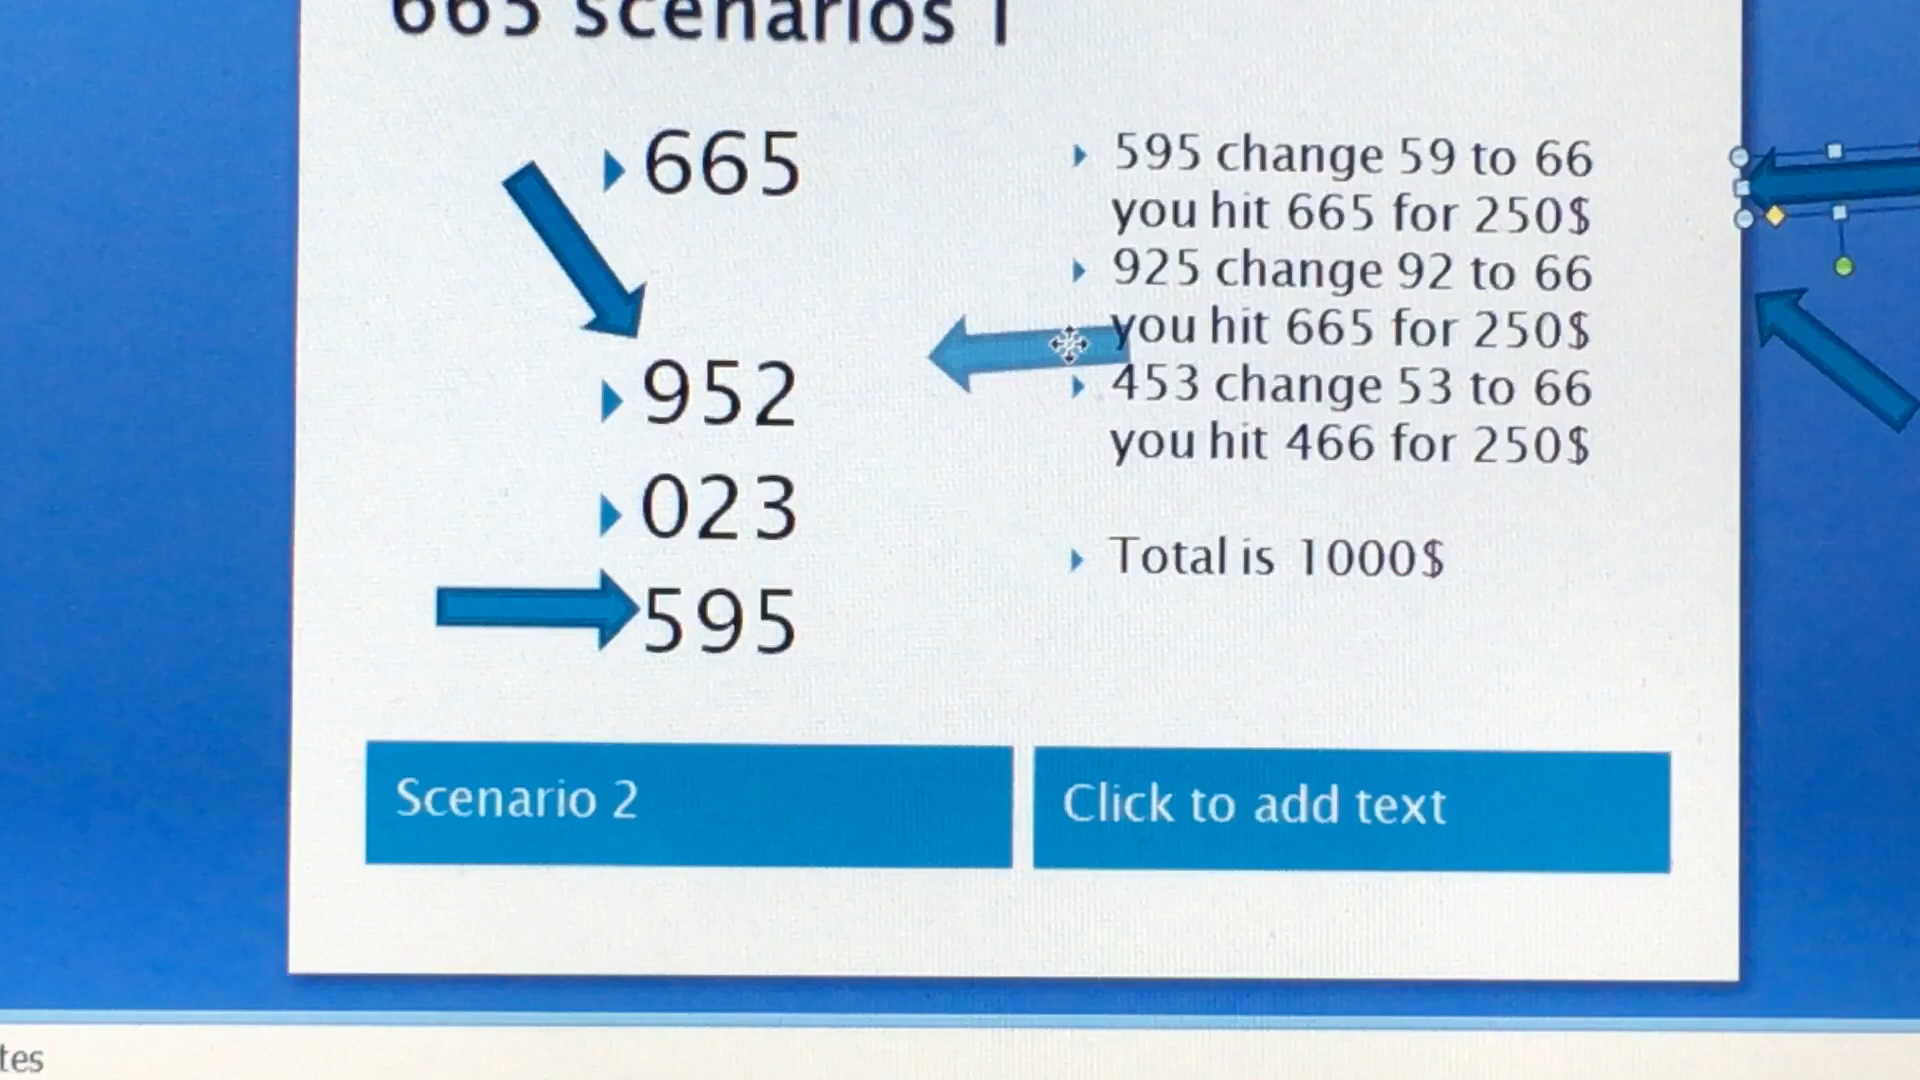 665 scenarios 1
665
952
023
595
595 change 59 to 66
you hit 665 for 250$
925 change 92 to 66
you hit 665 for 250$
453 change 53 to 66
you hit 466 for 250$
Total is 1000$
Scenario 2
Click to add text
tes